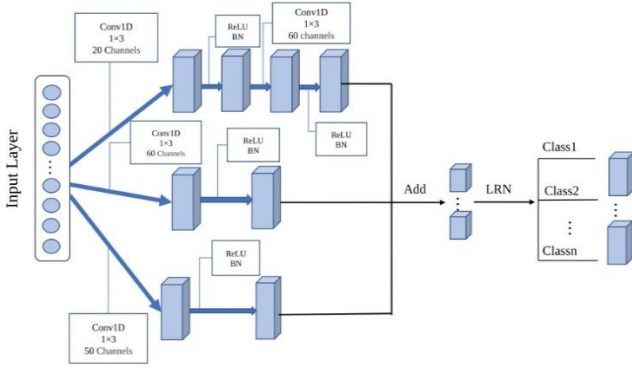 Conv1D
1×3
20 Channels
ReLU
BN
Conv1D
1×3
60 Channels
Input Layer
Conv1D
1×3
60 Channels
ReLU
BN
ReLU
BN
Add
LRN
Class1
Class2
Classn
ReLU
BN
Conv1D
1×3
50 Channels